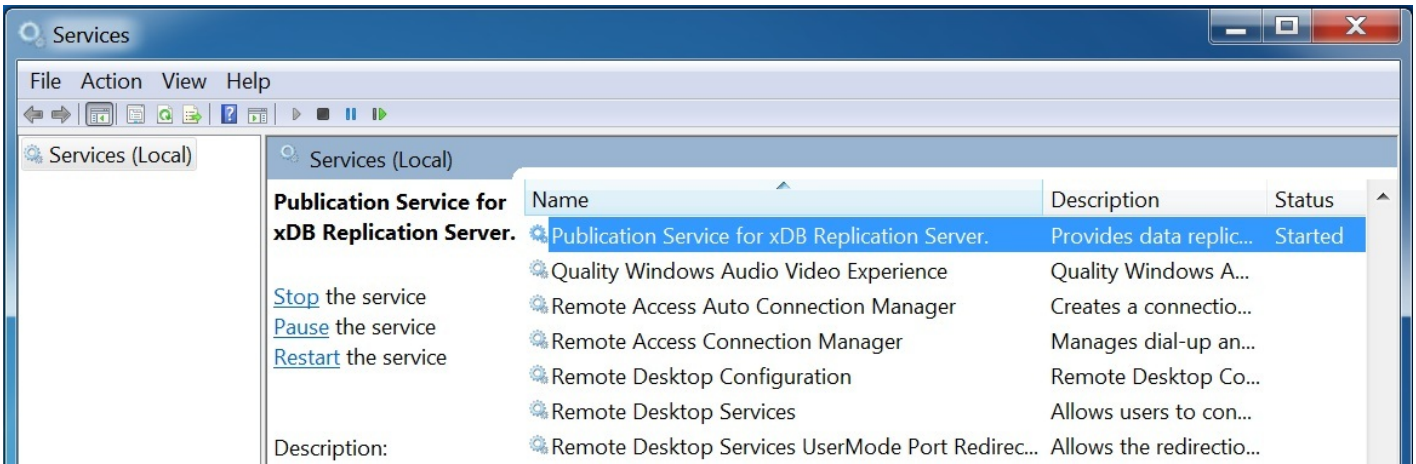 Services
File Action View Help
Services (Local)
Services (Local)
Publication Service for
xDB Replication Server.
Stop the service
Pause the service
Restart the service
Description:
Name Description Status
Publication Service for xDB Replication Server. Provides data replic... Started
Quality Windows Audio Video Experience Quality Windows A...
Remote Access Auto Connection Manager Creates a connectio...
Remote Access Connection Manager Manages dial-up an...
Remote Desktop Configuration Remote Desktop Co...
Remote Desktop Services Allows users to con...
Remote Desktop Services UserMode Port Redirec... Allows the redirectio...